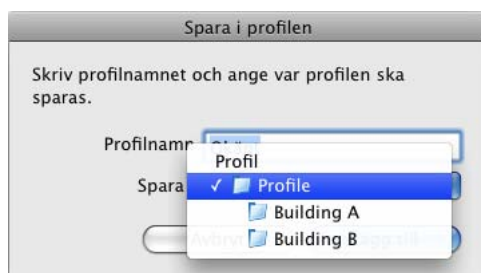 Spara i profilen
Skriv profilnamnet och ange var profilen ska
sparas.
Profilnamn
Profil
Spara
✓ Profile
Building A
Building B